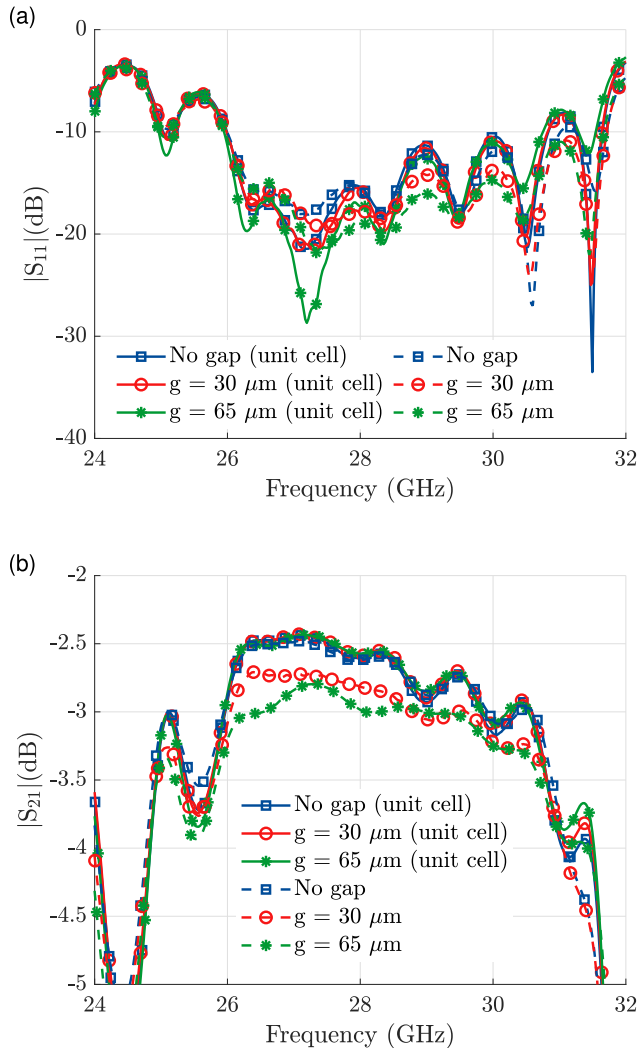 (a)
0
-10
-20
-30
-40
|S11|(dB)
No gap (unit cell)
g = 30 μm (unit cell)
g = 65 μm (unit cell)
No gap
g = 30 μm
g = 65 μm
24 26 28 30 32
Frequency (GHz)
(b)
-2
-2.5
-3
-3.5
-4
-4.5
-5
|S21|(dB)
No gap (unit cell)
g = 30 μm (unit cell)
g = 65 μm (unit cell)
No gap
g = 30 μm
g = 65 μm
24 26 28 30 32
Frequency (GHz)